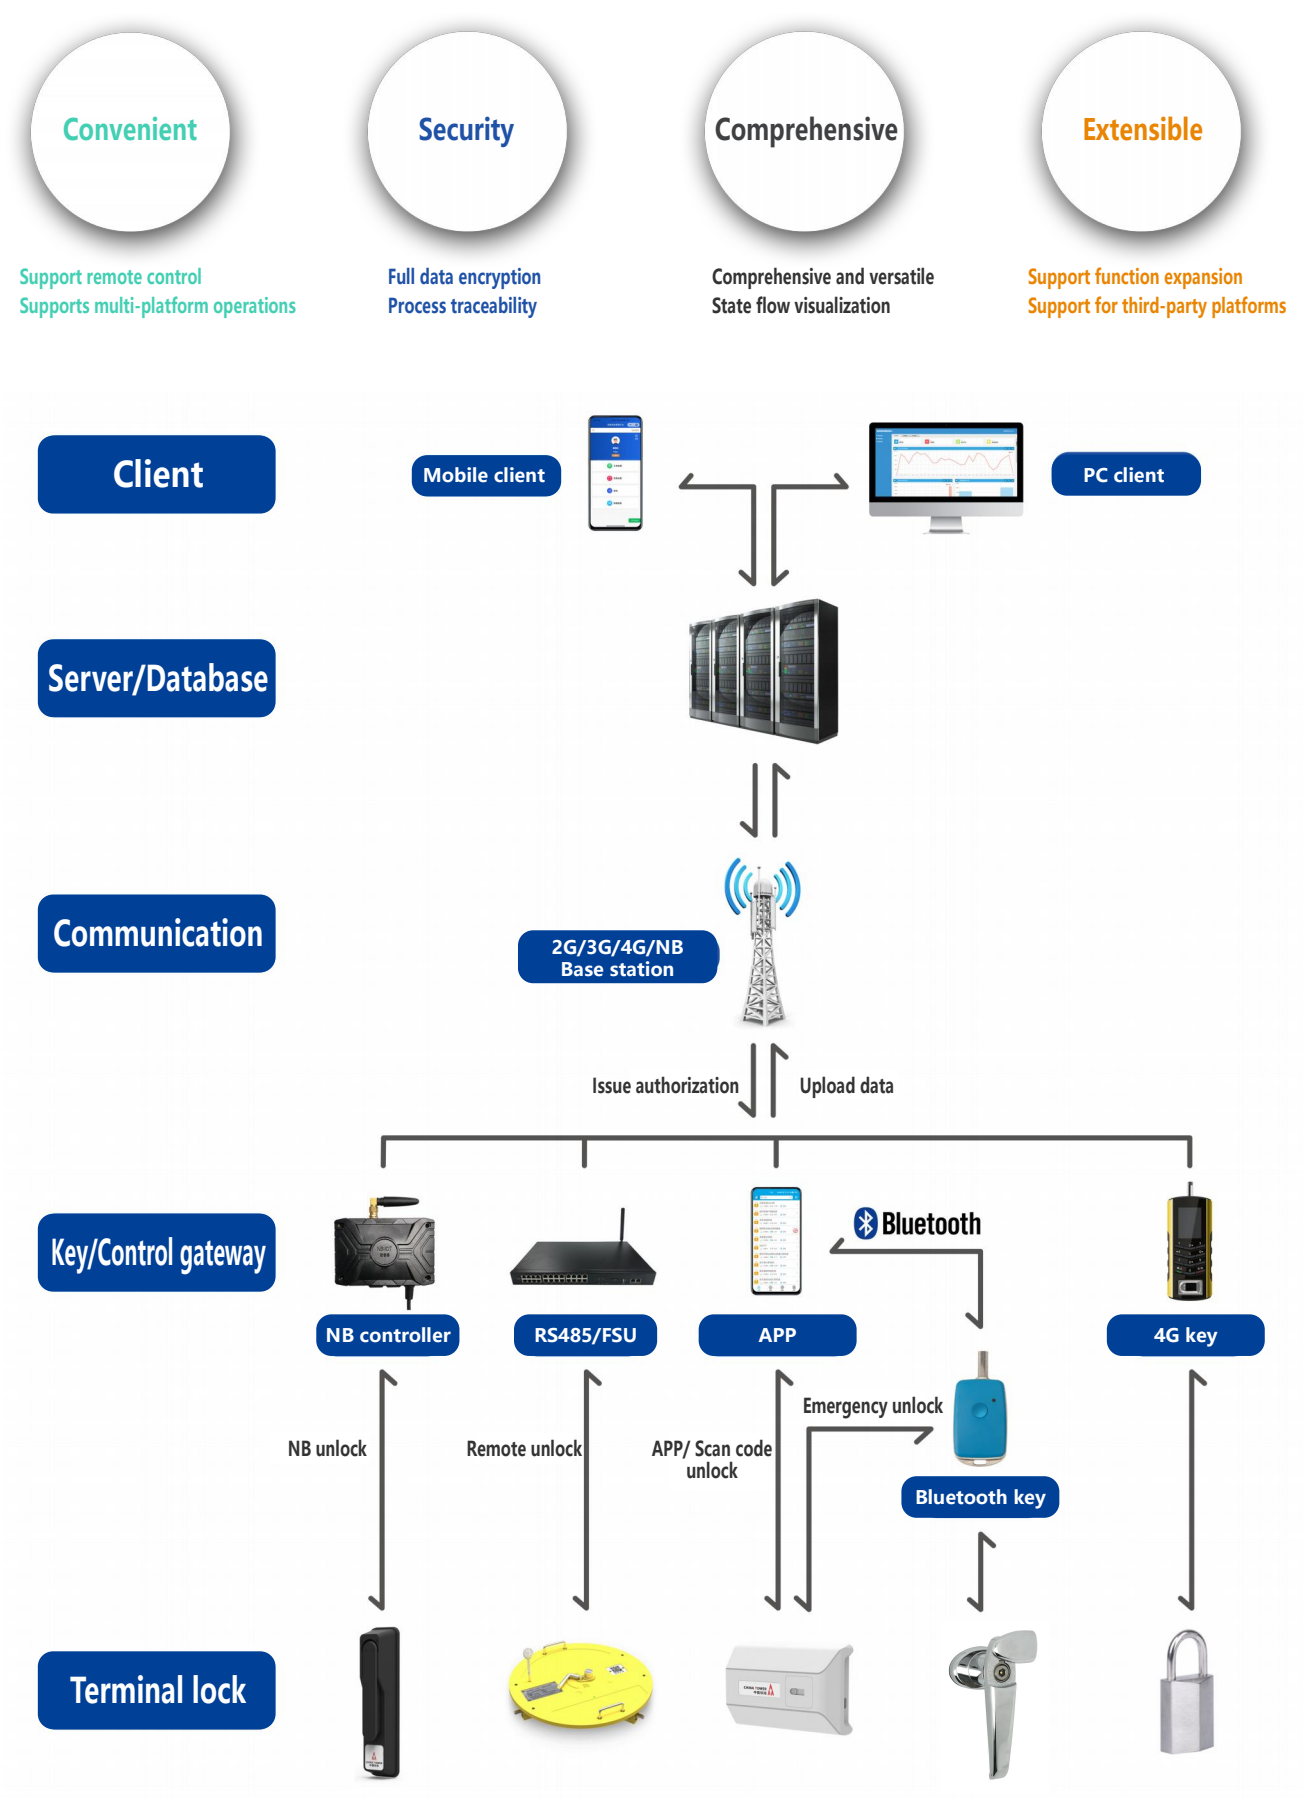 Convenient
Security
Comprehensive
Extensible
Support remote control
Supports multi-platform operations
Full data encryption
Process traceability
Comprehensive and versatile
State flow visualization
Support function expansion
Support for third-party platforms
Client
Mobile client
PC client
Server/Database
Communication
2G/3G/4G/NB
Base station
Issue authorization
Upload data
Key/Control gateway
Bluetooth
NB controller
RS485/FSU
APP
4G key
Emergency unlock
NB unlock
Remote unlock
APP/ Scan code
unlock
Bluetooth key
Terminal lock
CHINA TOWER